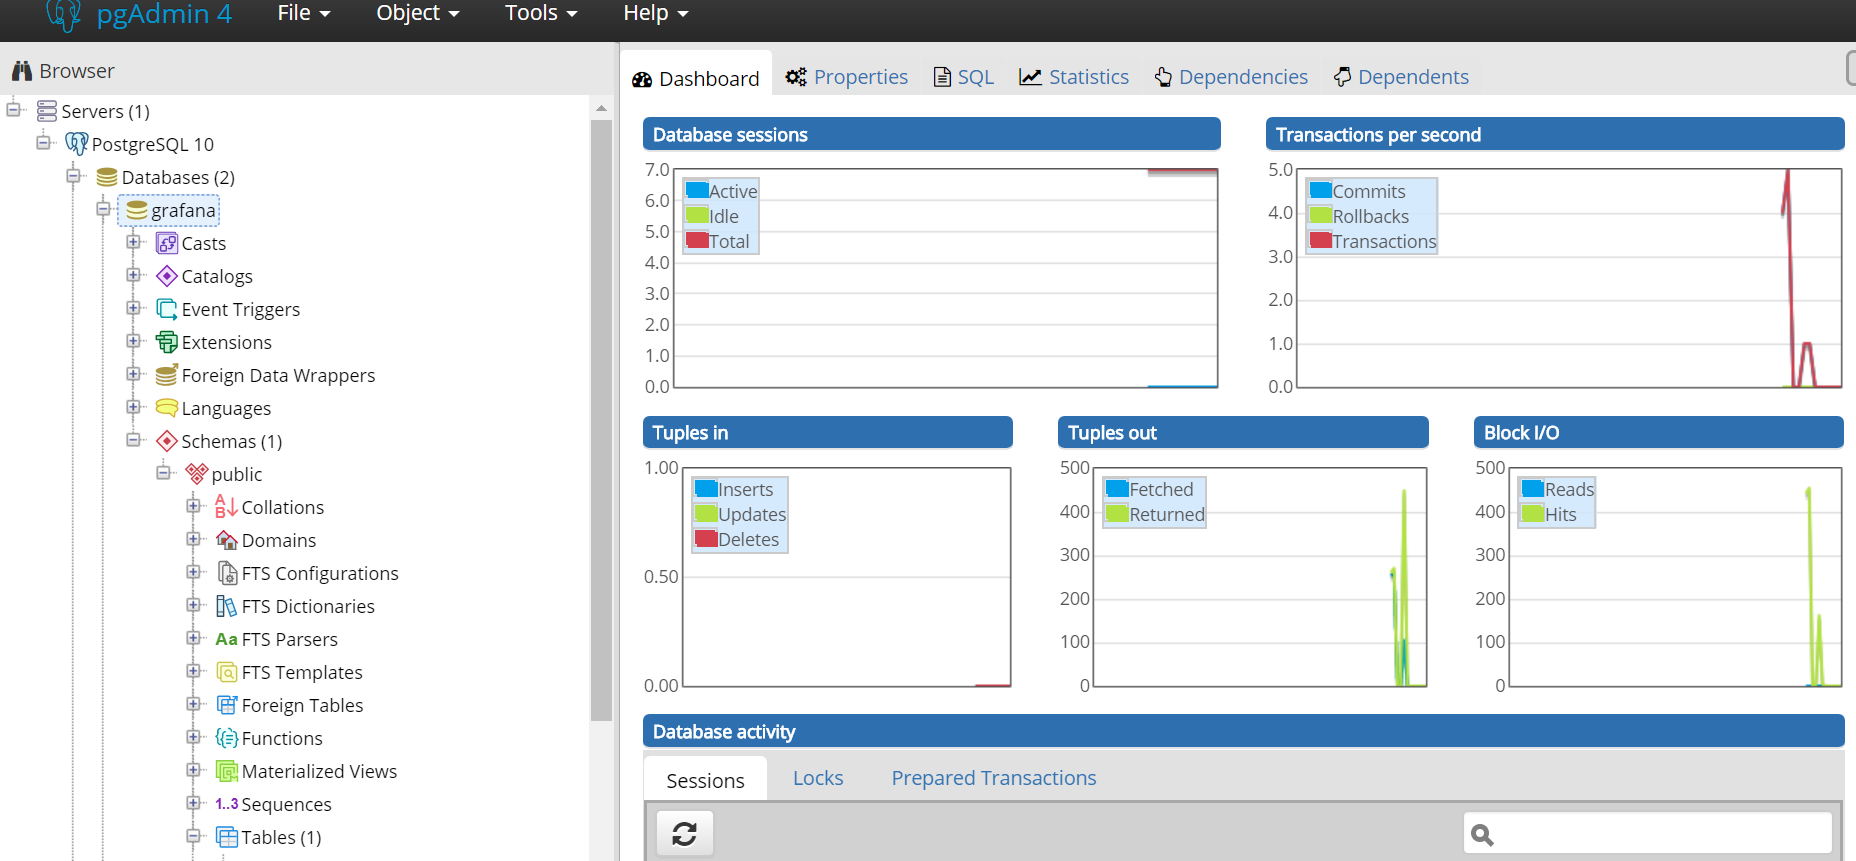 pgAdmin 4 File Object Tools Help
Browser
Servers (1)
PostgreSQL 10
Databases (2)
grafana
Casts
Catalogs
Event Triggers
Extensions
Foreign Data Wrappers
Languages
Schemas (1)
public
Collations
Domains
FTS Configurations
FTS Dictionaries
Aa FTS Parsers
FTS Templates
Foreign Tables
Functions
Materialized Views
1..3 Sequences
Tables (1)
Dashboard Properties SQL Statistics Dependencies Dependents
Database sessions
7.0
6.0
5.0
4.0
3.0
2.0
1.0
0.0
Active
Idle
Total
Transactions per second
5.0
4.0
3.0
2.0
1.0
0.0
Commits
Rollbacks
Transactions
Tuples in
1.00
0.50
0.00
Inserts
Updates
Deletes
Tuples out
500
400
300
200
100
0
Fetched
Returned
Block I/O
500
400
300
200
100
0
Reads
Hits
Database activity
Sessions Locks Prepared Transactions